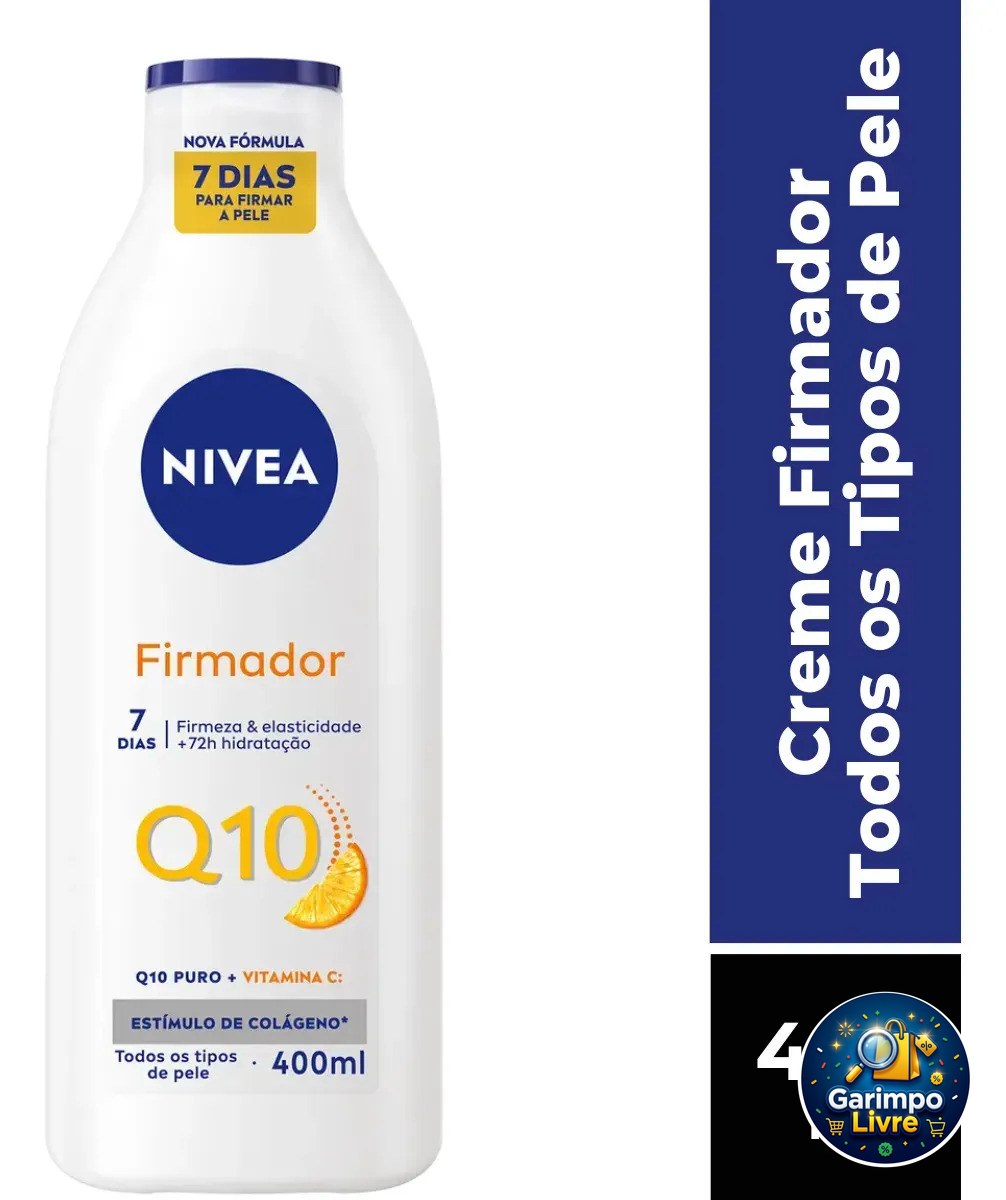 NOVA FÓRMULA
7 DIAS
PARA FIRMAR
A PELE
NIVEA
Firmador
7
DIAS
Firmeza & elasticidade
+72h hidratação
Q10
Q10 PURO + VITAMINA C:
ESTÍMULO DE COLÁGENO*
Todos os tipos
de pele
· 400ml
Creme Firmador
Todos os Tipos de Pele
4
Garimpo
Livre